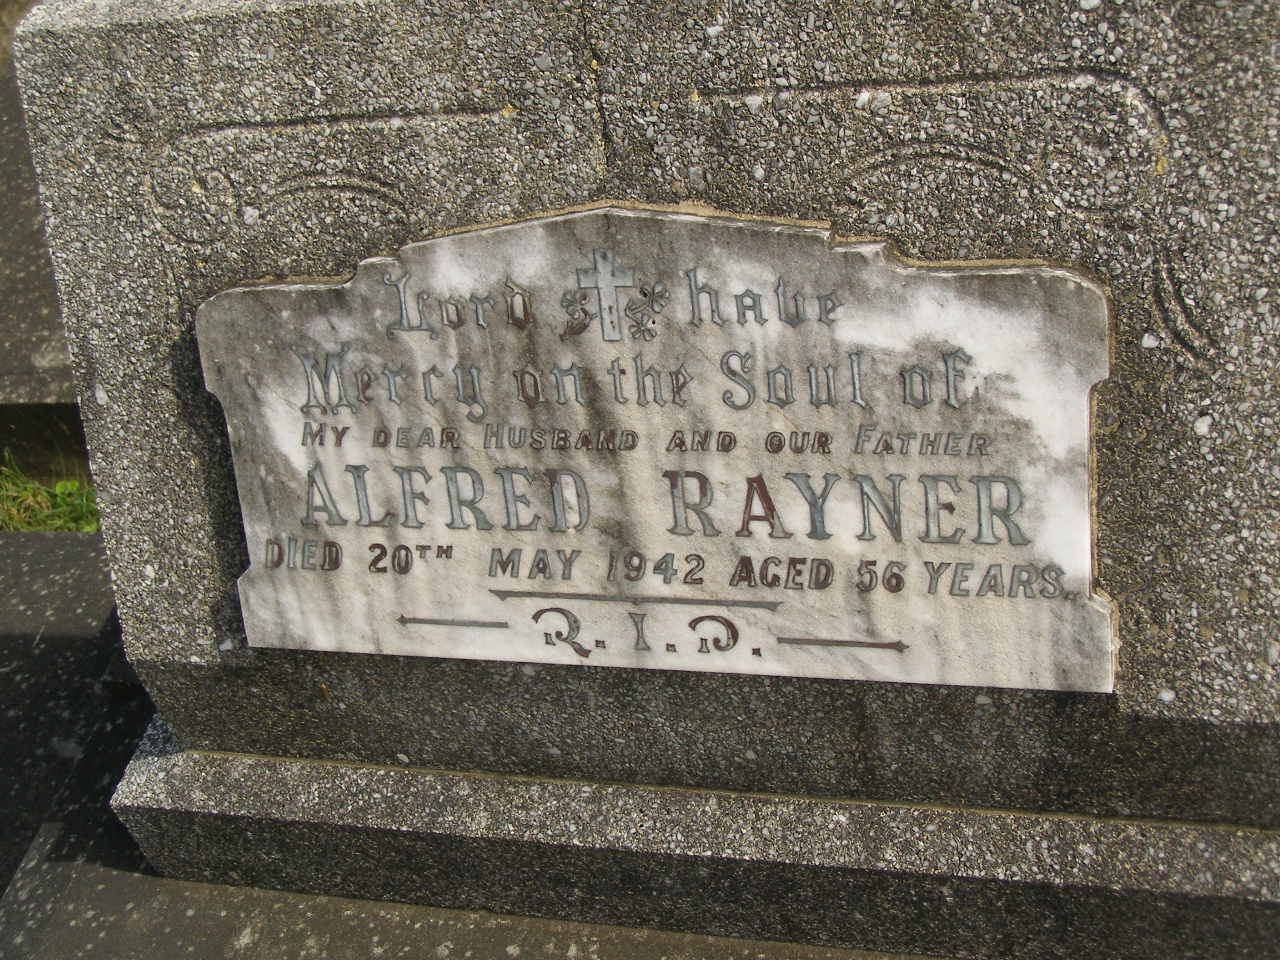 Lord have
Mercy on the Soul of
MY DEAR HUSBAND AND OUR FATHER
ALFRED RAYNER
DIED 20TH MAY 1942 AGED 56 YEARS.
R.I.P.